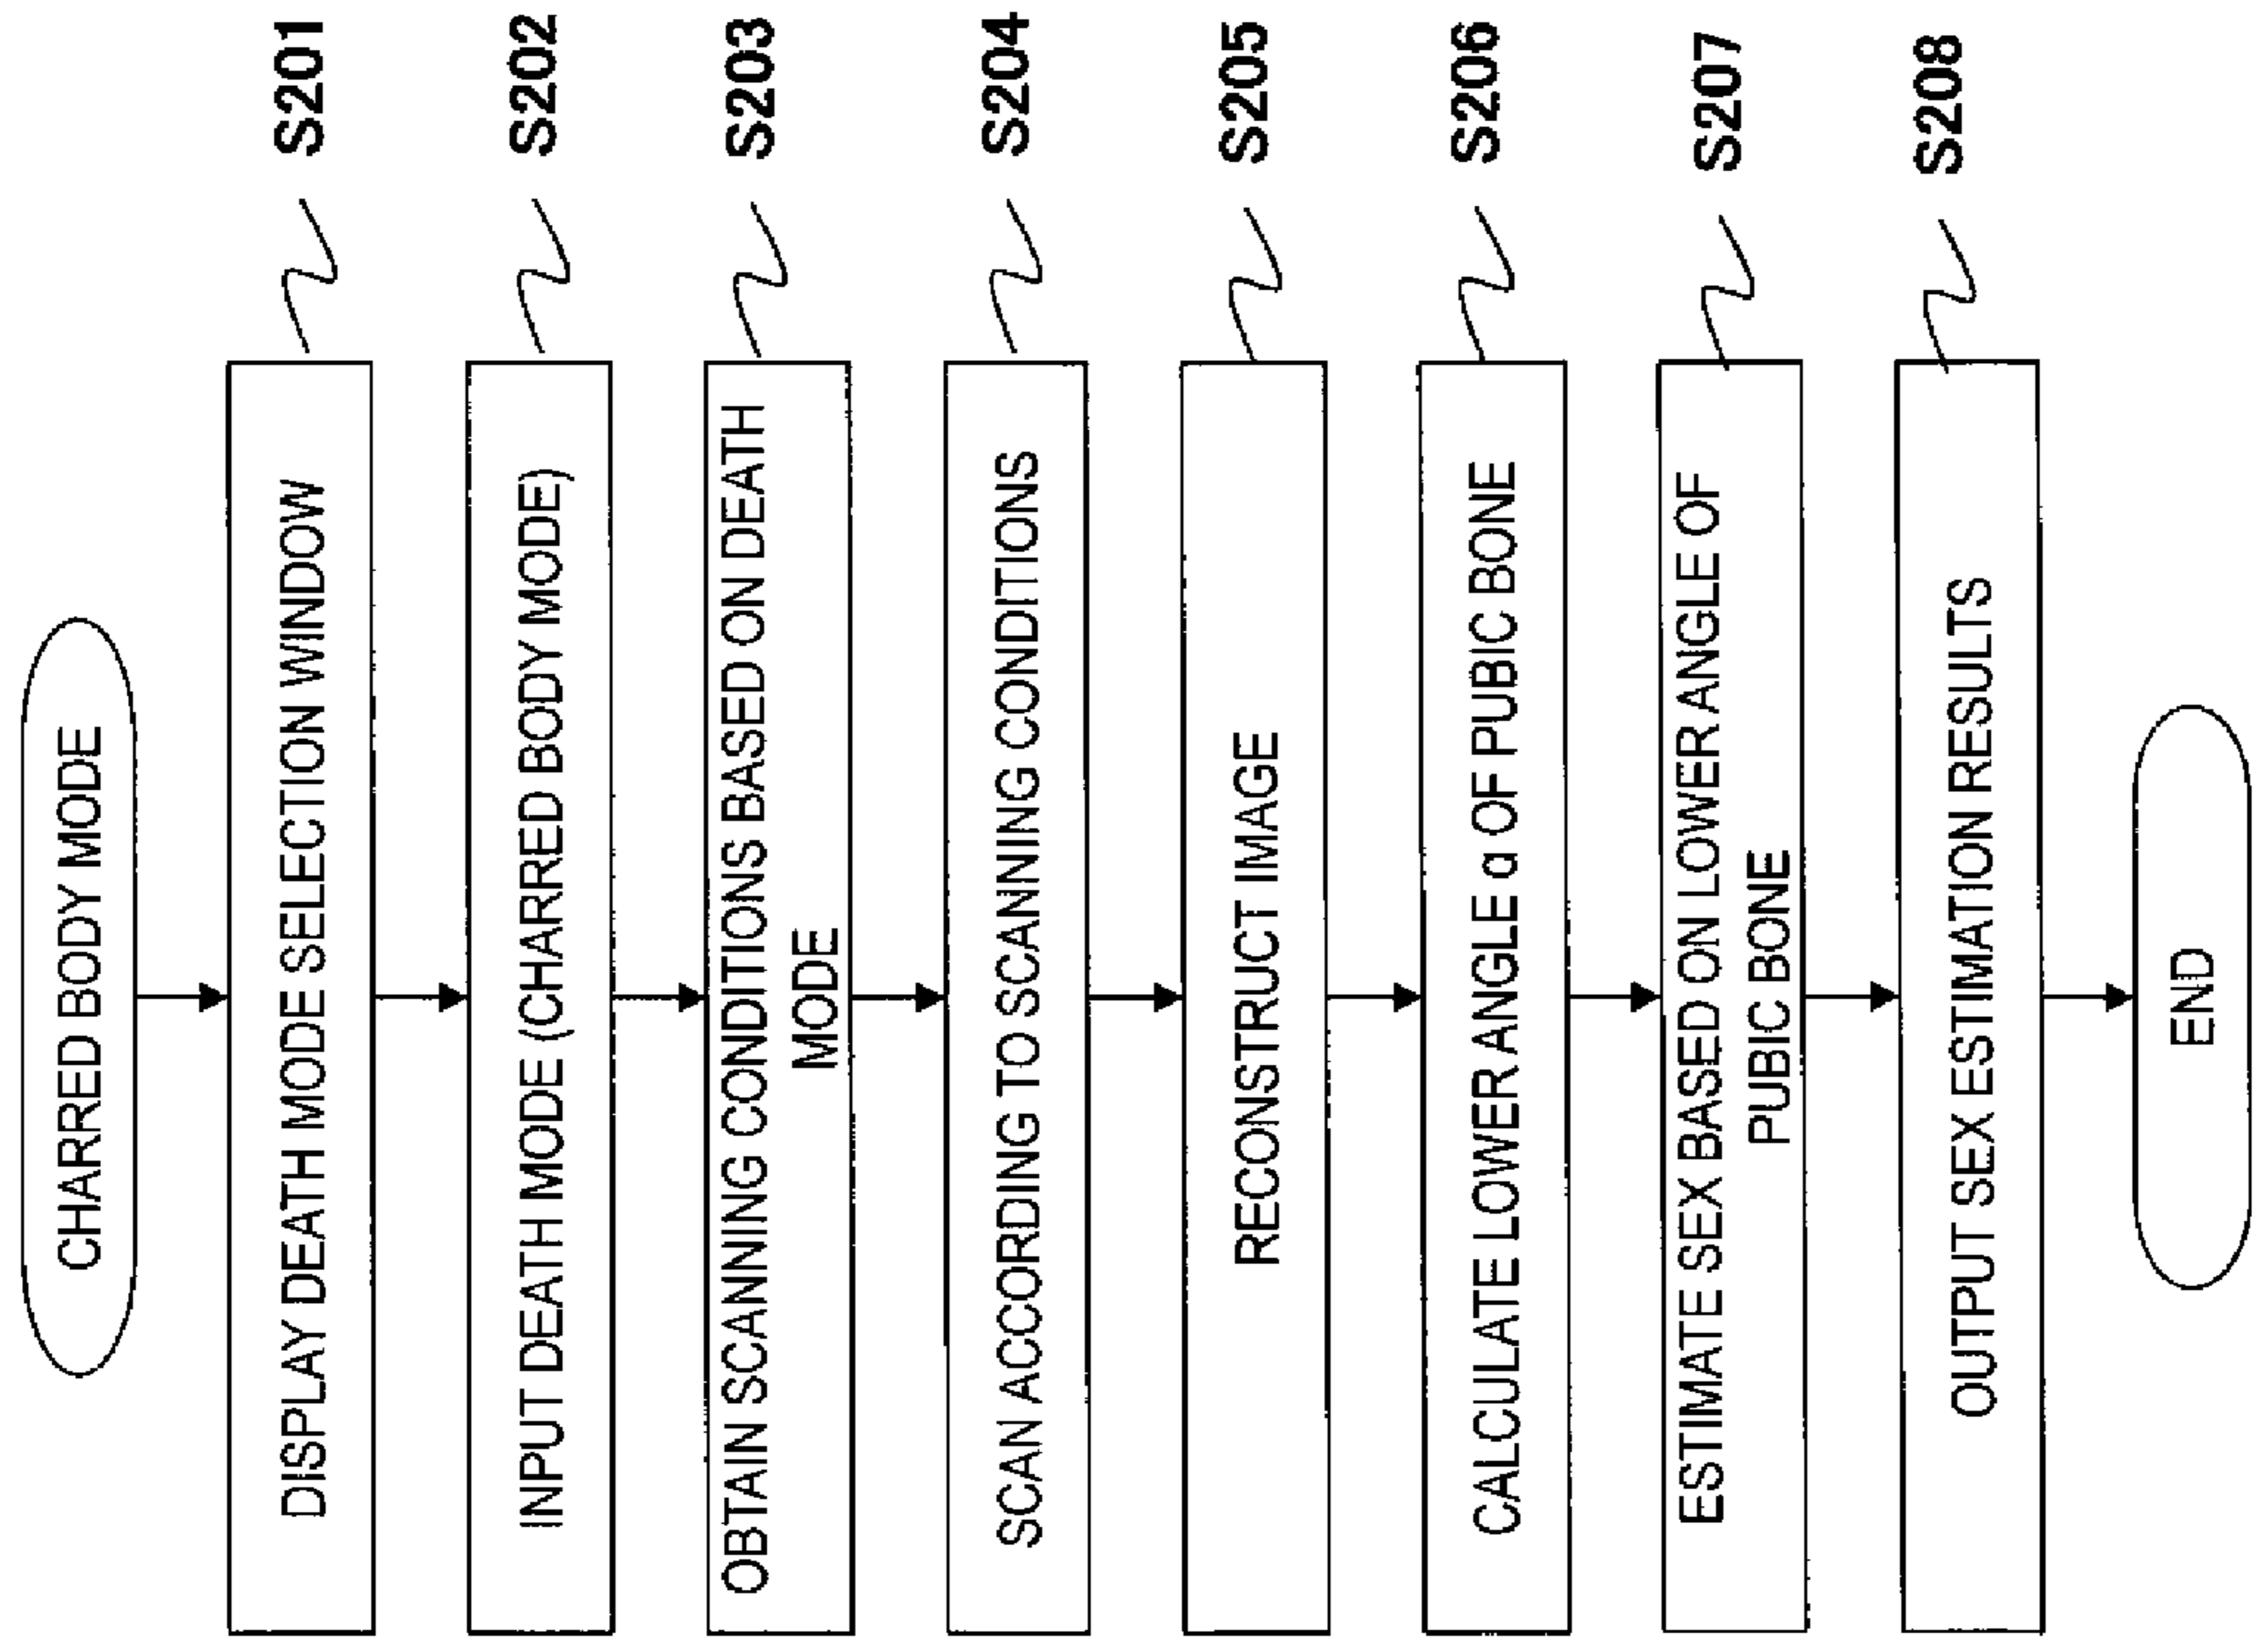 CHARRED BODY MODE
DISPLAY DEATH MODE SELECTION WINDOW
S201
INPUT DEATH MODE (CHARRED BODY MODE)
S202
OBTAIN SCANNING CONDITIONS BASED ON DEATH
MODE
S203
SCAN ACCORDING TO SCANNING CONDITIONS
S204
RECONSTRUCT IMAGE
S205
CALCULATE LOWER ANGLE α OF PUBIC BONE
S206
ESTIMATE SEX BASED ON LOWER ANGLE OF
PUBIC BONE
S207
OUTPUT SEX ESTIMATION RESULTS
S208
END